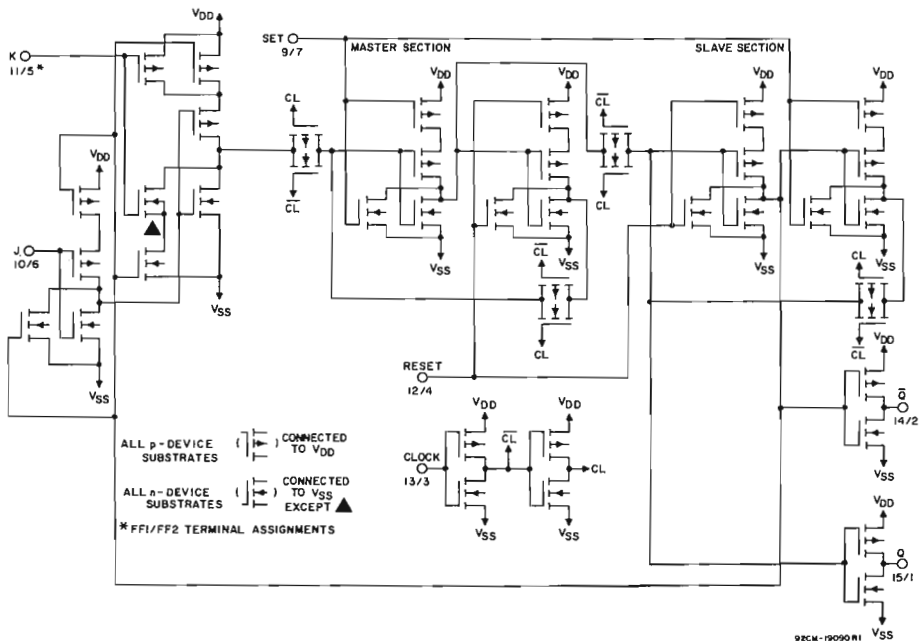 VDD
K
11/5 *
SET
9/7
MASTER SECTION
SLAVE SECTION
VDD
VDD
VDD
VDD
CL
CL
CL
CL
VDD
J
10/6
VSS
VSS
VSS
VSS
VSS
VSS
CL
CL
CL
CL
VSS
RESET
12/4
VDD
VDD
VDD
Q
14/2
ALL p-DEVICE SUBSTRATES ( ) CONNECTED TO VDD
CL
CLOCK
13/3
CL
VSS
ALL n-DEVICE SUBSTRATES ( ) CONNECTED TO VSS EXCEPT ▲
VSS
VSS
VDD
* FF1/FF2 TERMINAL ASSIGNMENTS
Q
15/1
VSS
92CM-19090R1